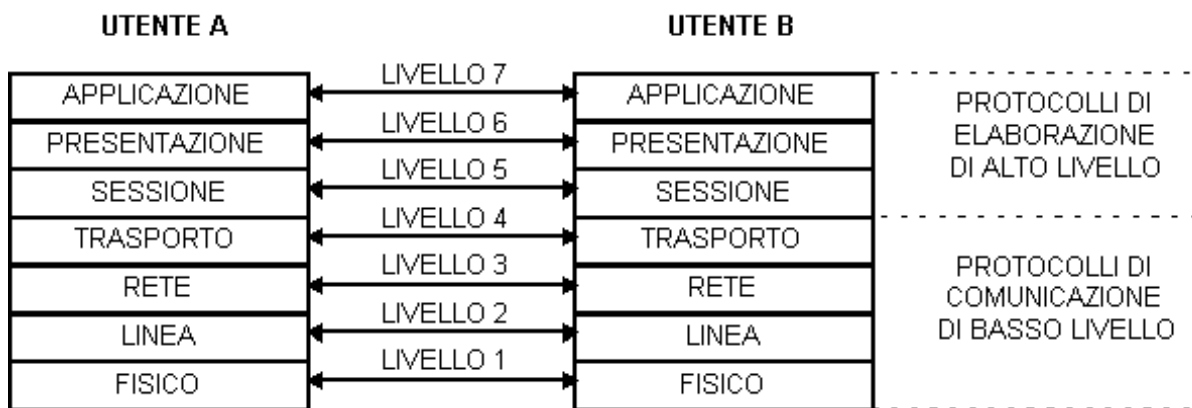 UTENTE A
UTENTE B
APPLICAZIONE
LIVELLO 7
APPLICAZIONE
PRESENTAZIONE
LIVELLO 6
PRESENTAZIONE
SESSIONE
LIVELLO 5
SESSIONE
TRASPORTO
LIVELLO 4
TRASPORTO
RETE
LIVELLO 3
RETE
LINEA
LIVELLO 2
LINEA
FISICO
LIVELLO 1
FISICO
PROTOCOLLI DI
ELABORAZIONE
DI ALTO LIVELLO
PROTOCOLLI DI
COMUNICAZIONE
DI BASSO LIVELLO